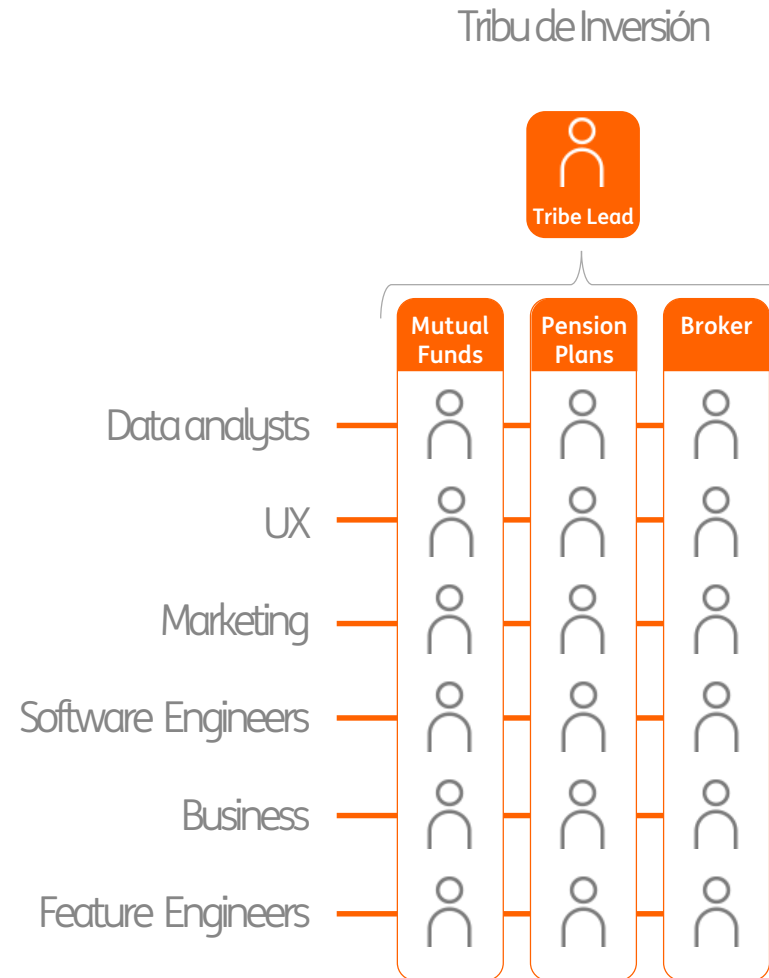 Tribu de Inversión
Tribe Lead
Mutual
Funds
Pension
Plans
Broker
Data analysts
UX
Marketing
Software Engineers
Business
Feature Engineers